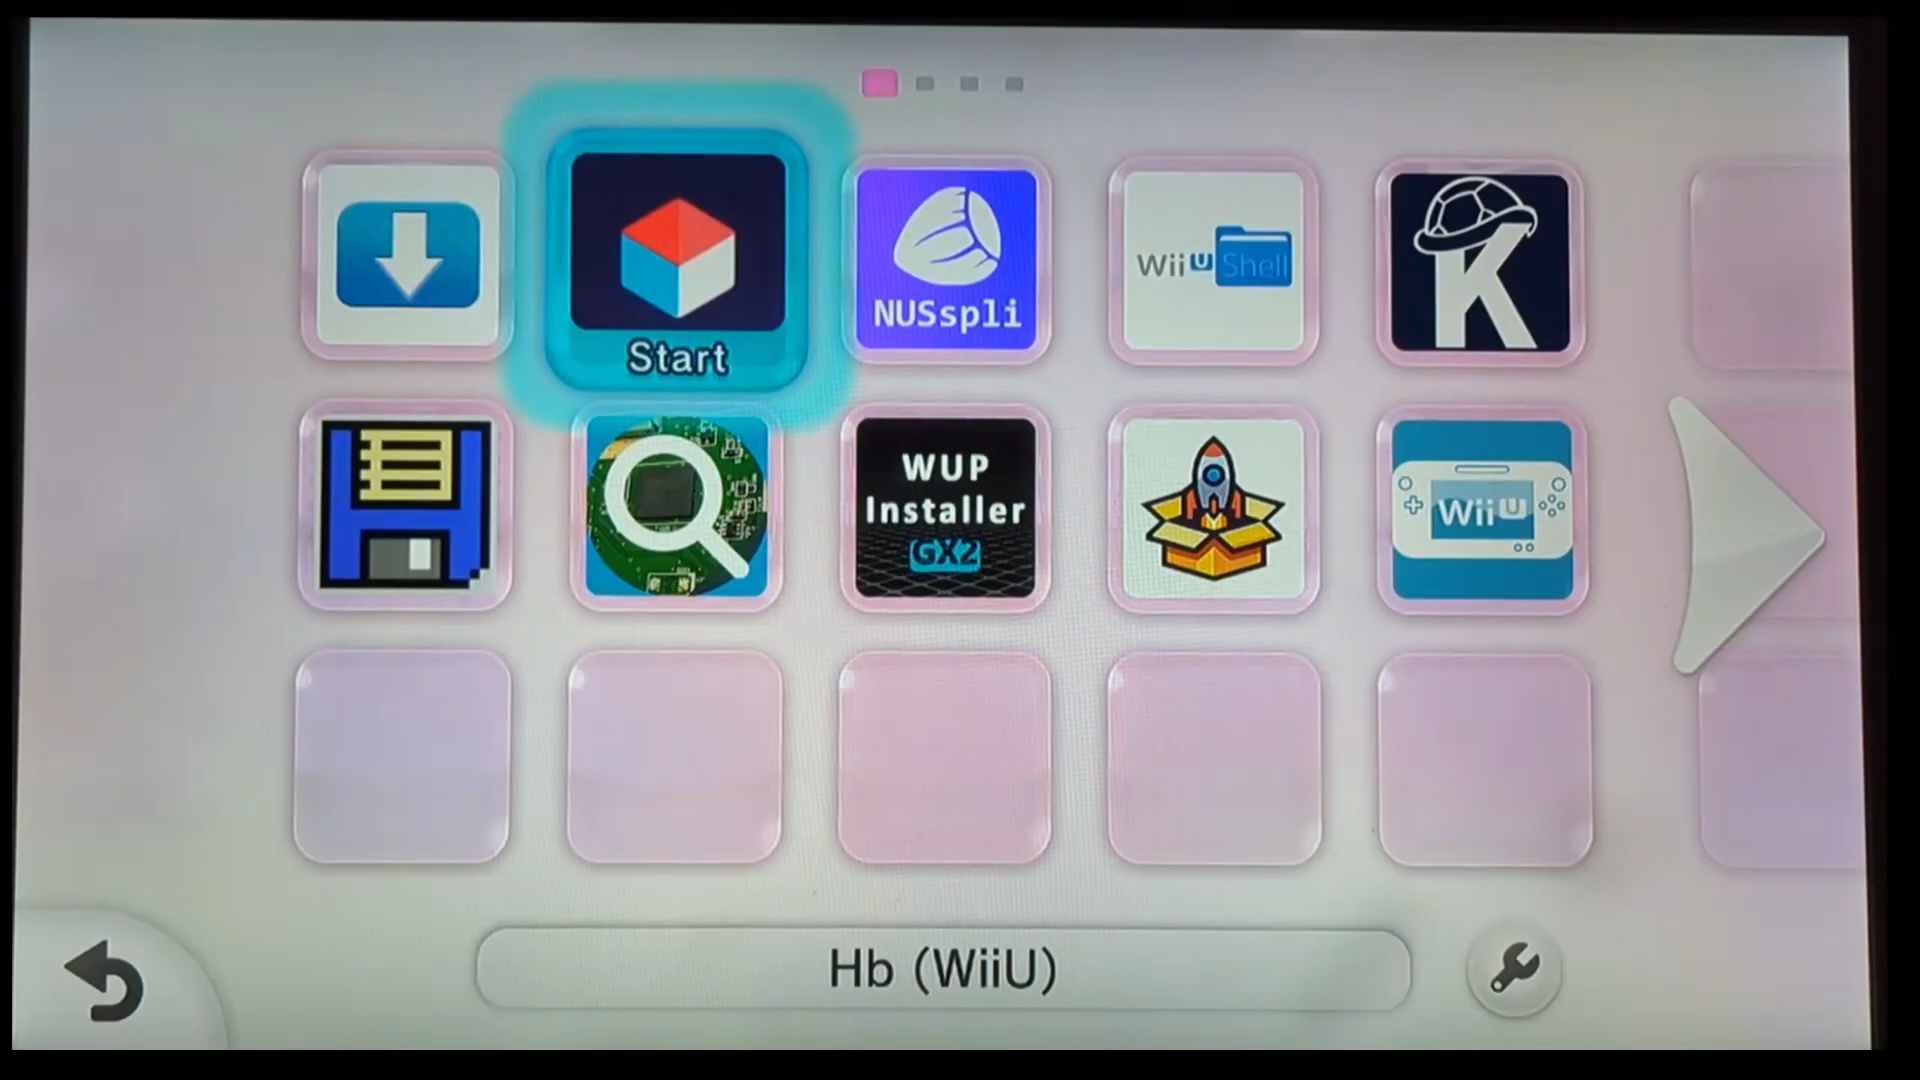 Start
NUSspli
Wii U Shell
K
WUP
Installer
GX2
Wii U
Hb (WiiU)